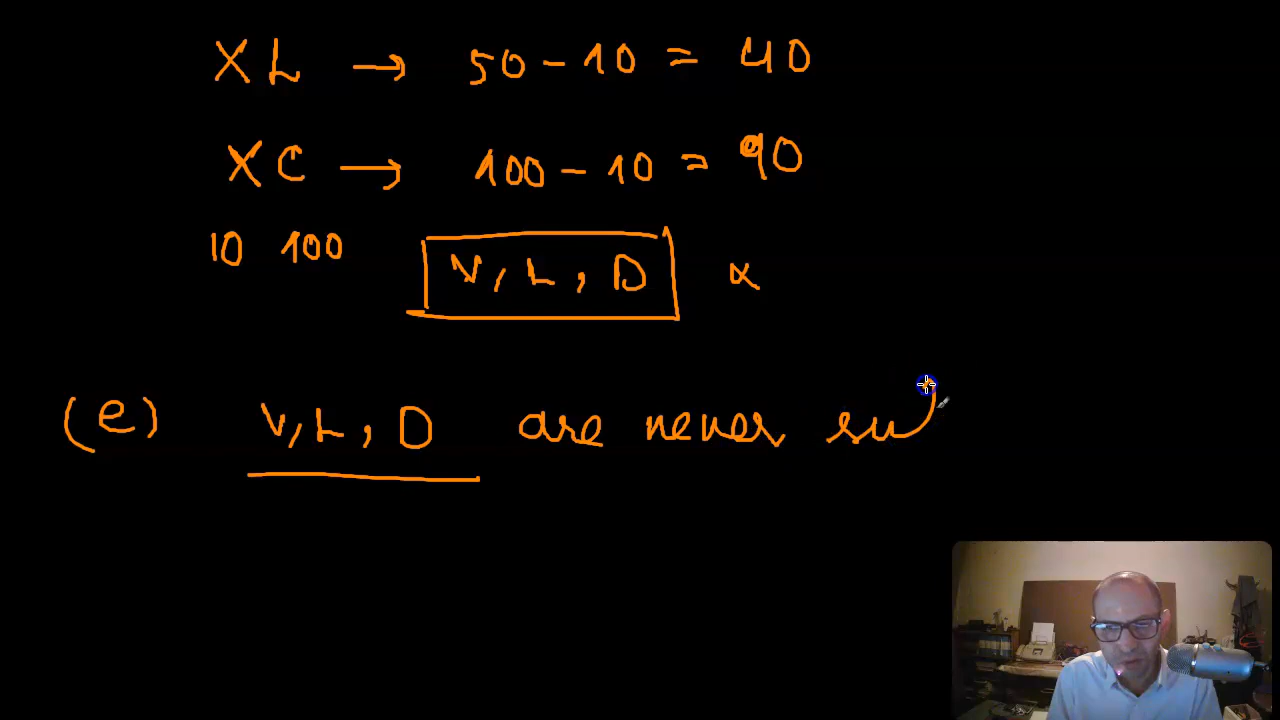 XL → 50 - 10 = 40
XC → 100 - 10 = 90
10 100 V, L, D
(e) V, L, D are never su